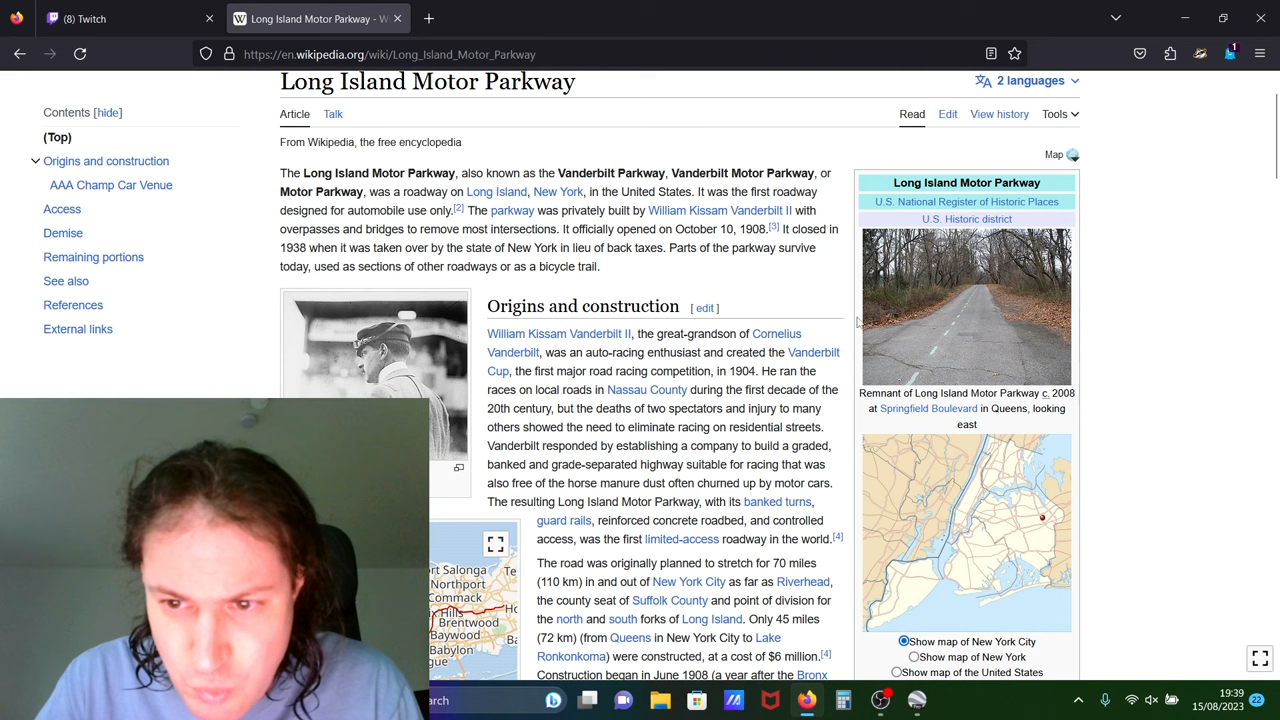 (8) Twitch
Long Island Motor Parkway - Wi
https://en.wikipedia.org/wiki/Long_Island_Motor_Parkway
1
Long Island Motor Parkway
2 languages
Contents [hide]
(Top)
Origins and construction
AAA Champ Car Venue
Access
Demise
Remaining portions
See also
References
External links
Article Talk
Read Edit View history Tools
From Wikipedia, the free encyclopedia
Map
The Long Island Motor Parkway, also known as the Vanderbilt Parkway, Vanderbilt Motor Parkway, or
Motor Parkway, was a roadway on Long Island, New York, in the United States. It was the first roadway
designed for automobile use only.[2] The parkway was privately built by William Kissam Vanderbilt II with
overpasses and bridges to remove most intersections. It officially opened on October 10, 1908.[3] It closed in
1938 when it was taken over by the state of New York in lieu of back taxes. Parts of the parkway survive
today, used as sections of other roadways or as a bicycle trail.
Origins and construction [ edit ]
William Kissam Vanderbilt II, the great-grandson of Cornelius
Vanderbilt, was an auto-racing enthusiast and created the Vanderbilt
Cup, the first major road racing competition, in 1904. He ran the
races on local roads in Nassau County during the first decade of the
20th century, but the deaths of two spectators and injury to many
others showed the need to eliminate racing on residential streets.
Vanderbilt responded by establishing a company to build a graded,
banked and grade-separated highway suitable for racing that was
also free of the horse manure dust often churned up by motor cars.
The resulting Long Island Motor Parkway, with its banked turns,
guard rails, reinforced concrete roadbed, and controlled
access, was the first limited-access roadway in the world.[4]
The road was originally planned to stretch for 70 miles
(110 km) in and out of New York City as far as Riverhead,
the county seat of Suffolk County and point of division for
the north and south forks of Long Island. Only 45 miles
(72 km) (from Queens in New York City to Lake
Ronkonkoma) were constructed, at a cost of $6 million.[4]
Construction began in June 1908 (a year after the Bronx
Long Island Motor Parkway
U.S. National Register of Historic Places
U.S. Historic district
Remnant of Long Island Motor Parkway c. 2008
at Springfield Boulevard in Queens, looking
east
Show map of New York City
Show map of New York
Show map of the United States
ort Salonga
Northport
Commack
Hills
Brentwood
Baywood
Babylon
gue
19:39
15/08/2023
22